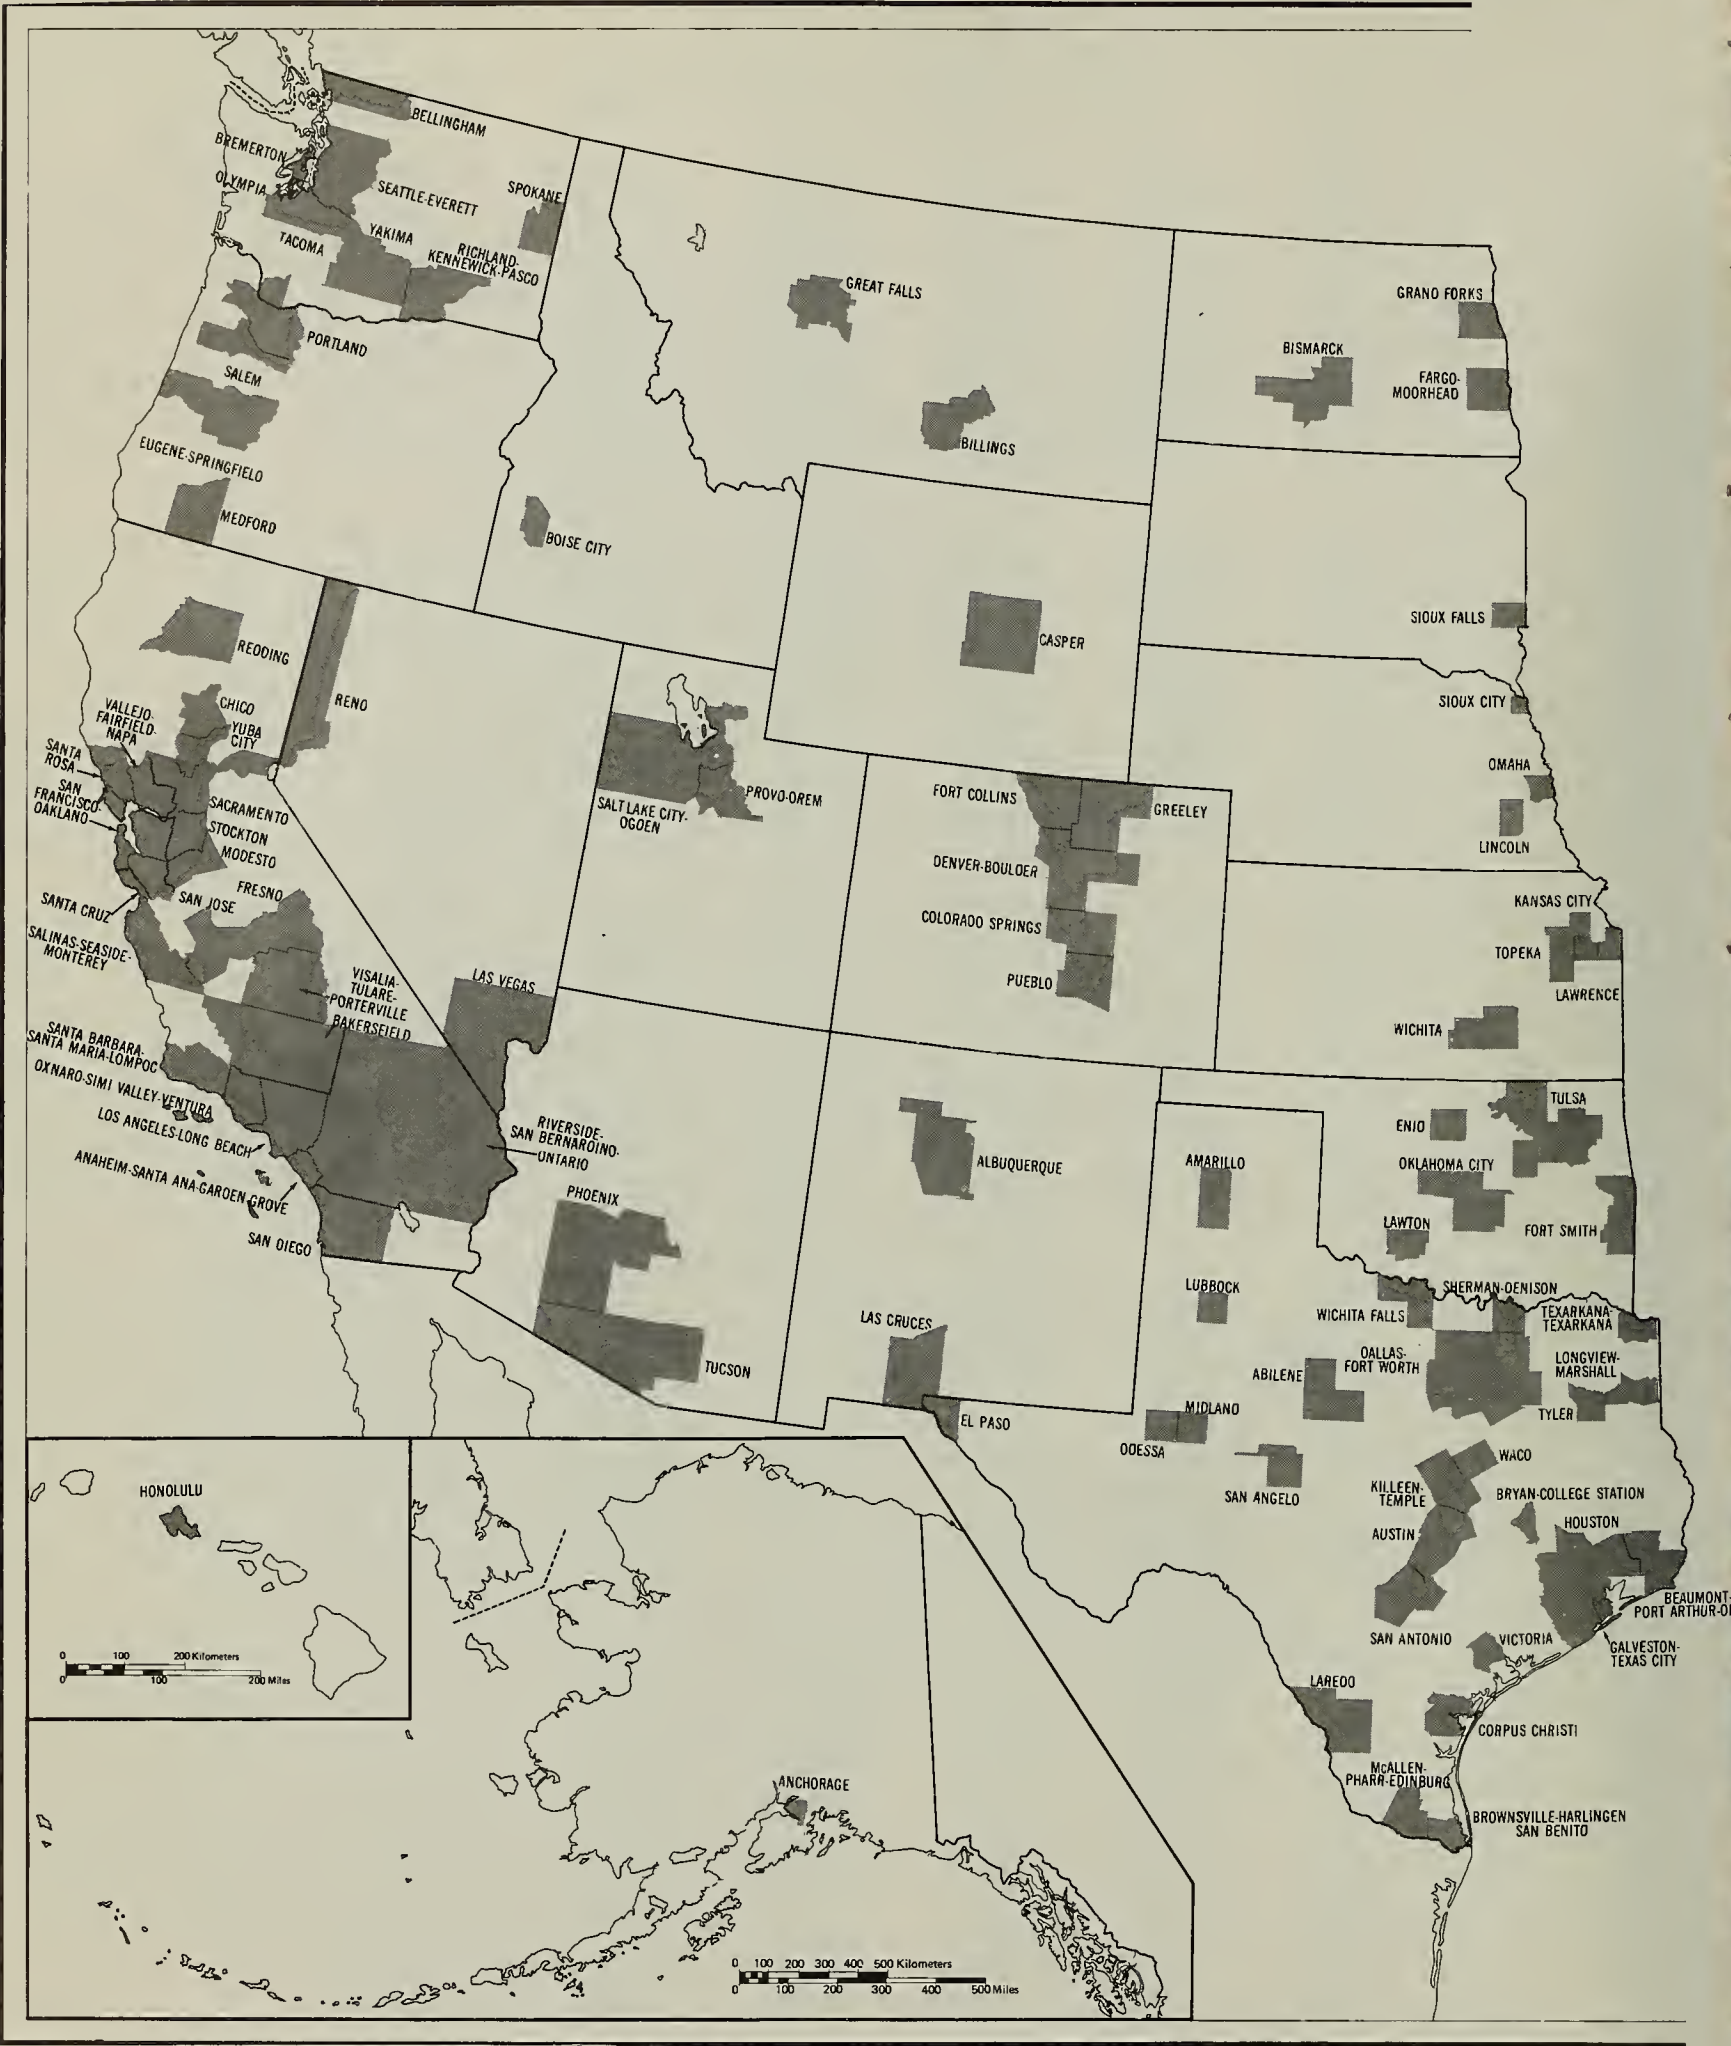 BELLINGHAM
BREMERTON
OLYMPIA
SEATTLE-EVERETT
SPOKANE
TACOMA
YAKIMA
RICHLAND-
KENNEWICK-PASCO
PORTLAND
SALEM
EUGENE-SPRINGFIELD
MEDFORD
GREAT FALLS
BILLINGS
BOISE CITY
GRAND FORKS
BISMARCK
FARGO-
MOORHEAD
CASPER
SIOUX FALLS
SIOUX CITY
OMAHA
LINCOLN
REDDING
CHICO
YUBA
CITY
RENO
VALLEJO-
FAIRFIELD-
NAPA
SANTA
ROSA
SAN
FRANCISCO-
OAKLAND
SACRAMENTO
STOCKTON
MODESTO
SAN JOSE
FRESNO
SANTA CRUZ
SALINAS-SEASIDE-
MONTEREY
VISALIA-
TULARE-
PORTERVILLE
BAKERSFIELD
SANTA BARBARA-
SANTA MARIA-LOMPOC
OXNARD-SIMI VALLEY-VENTURA
LOS ANGELES-LONG BEACH
ANAHEIM-SANTA ANA-GARDEN GROVE
SAN DIEGO
LAS VEGAS
RIVERSIDE-
SAN BERNARDINO-
ONTARIO
SALT LAKE CITY-
OGDEN
PROVO-OREM
FORT COLLINS
GREELEY
DENVER-BOULDER
COLORADO SPRINGS
PUEBLO
KANSAS CITY
TOPEKA
LAWRENCE
WICHITA
PHOENIX
TUCSON
ALBUQUERQUE
LAS CRUCES
EL PASO
TULSA
ENID
OKLAHOMA CITY
LAWTON
FORT SMITH
AMARILLO
LUBBOCK
SHERMAN-DENISON
WICHITA FALLS
TEXARKANA-
TEXARKANA
DALLAS-
FORT WORTH
LONGVIEW-
MARSHALL
ABILENE
TYLER
MIDLAND
ODESSA
SAN ANGELO
WACO
KILLEEN-
TEMPLE
BRYAN-COLLEGE STATION
AUSTIN
HOUSTON
BEAUMONT-
PORT ARTHUR-O
SAN ANTONIO
VICTORIA
GALVESTON-
TEXAS CITY
LAREDO
CORPUS CHRISTI
McALLEN-
PHARR-EDINBURG
BROWNSVILLE-HARLINGEN
SAN BENITO
HONOLULU
0 100 200 Kilometers
0 100 200 Miles
ANCHORAGE
0 100 200 300 400 500 Kilometers
0 100 200 300 400 500 Miles